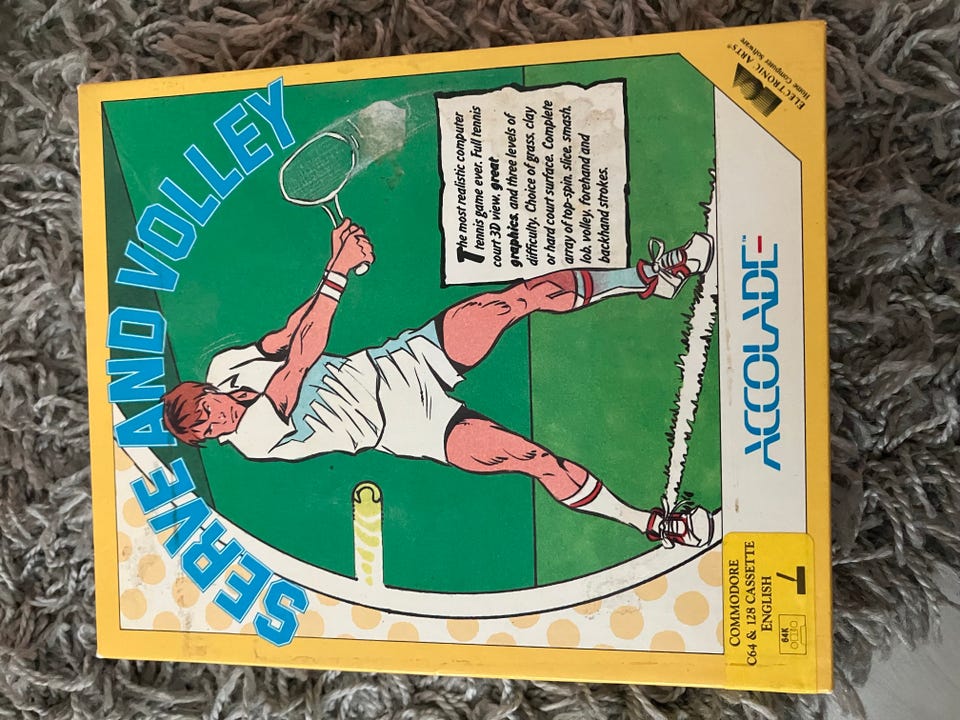 SERVE AND VOLLEY
The most realistic computer
tennis game ever. Full tennis
court 3D view, great
graphics, and three levels of
difficulty. Choice of grass, clay
or hard court surface. Complete
array of top-spin, slice, smash,
lob, volley, forehand and
backhand strokes.
ELECTRONIC ARTS®
Home Computer Software
ACCOLADE™
COMMODORE
C64 & 128 CASSETTE
ENGLISH
64K